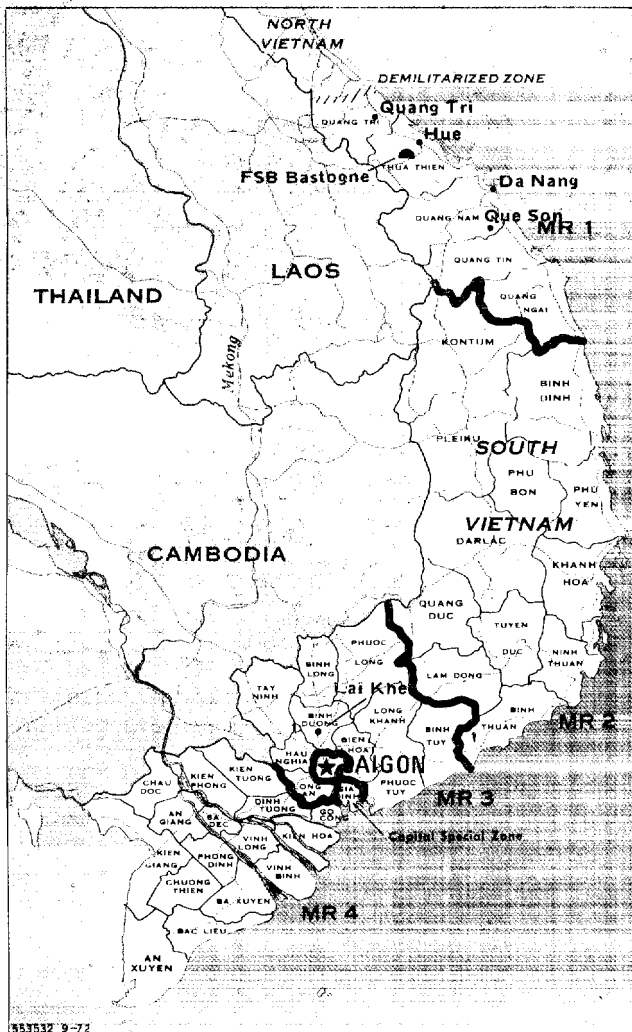 NORTH
VIETNAM
DEMILITARIZED ZONE
Quang Tri
QUANG TRI
Hue
FSB Bastogne
THUA THIEN
Da Nang
QUANG NAM
Que Son
MR 1
QUANG TIN
LAOS
THAILAND
QUANG
NGAI
KONTUM
Mekong
BINH
DINH
PLEIKU
SOUTH
PHU
BON
PHU
YEN
VIETNAM
DARLAC
CAMBODIA
KHANH
HOA
QUANG
DUC
TUYEN
DUC
PHUOC
LONG
BINH
LONG
NINH
THUAN
LAM DONG
TAY
NINH
Lai Khe
LONG
KHANH
BINH
THUAN
BINH
DUONG
BINH
TUY
MR 2
BIEN
HOA
HAU
NGHIA
AIGON
KIEN
TUONG
KIEN
PHONG
CHAU
DOC
LONG
AN
GIA
DINH
PHUOC
TUY
MR 3
DINH
TUONG
GO
CONG
Capital Special Zone
AN
GIANG
SA
DEC
KIEN HOA
VINH
LONG
KIEN
GIANG
PHONG
DINH
VINH
BINH
CHUONG
THIEN
BA XUYEN
MR 4
BAC LIEU
AN
XUYEN
553532 9-72